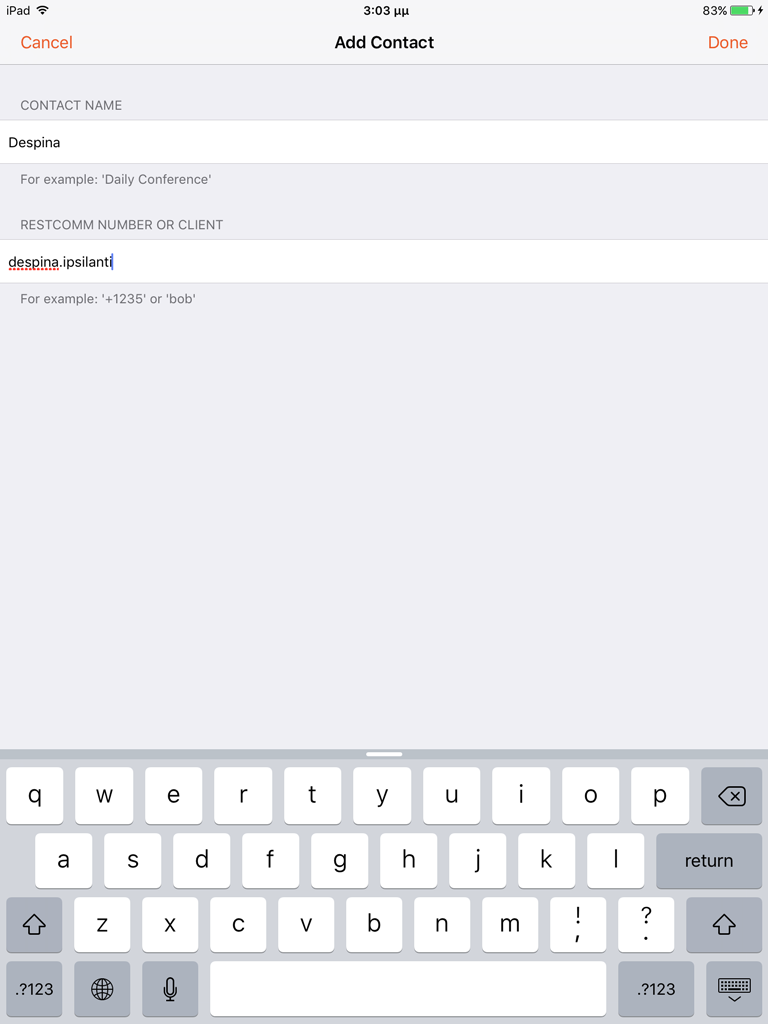 iPad 3:03 μμ 83%
Cancel Add Contact Done
CONTACT NAME
Despina
For example: 'Daily Conference'
RESTCOMM NUMBER OR CLIENT
despina.ipsilanti
For example: '+1235' or 'bob'
q w e r t y u i o p
a s d f g h j k l return
z x c v b n m ! , ? .
.?123 .?123